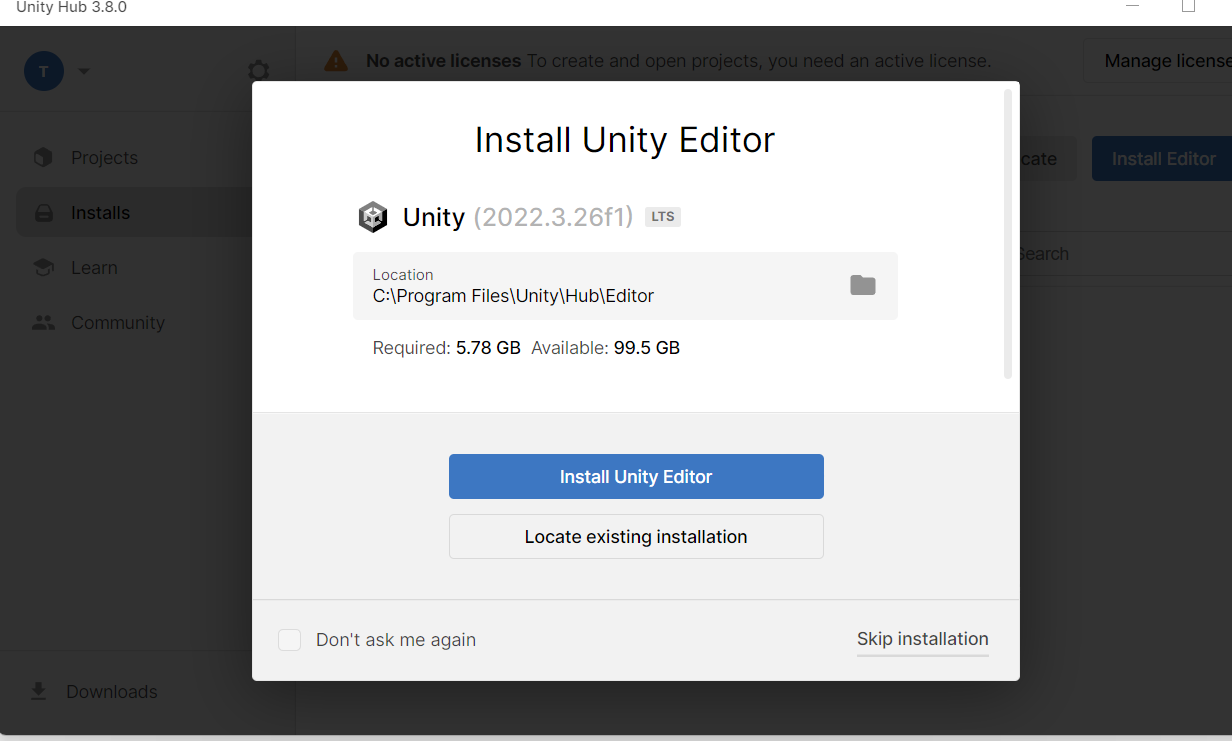 Unity Hub 3.8.0
T
No active licenses To create and open projects, you need an active license.
Manage license
Install Unity Editor
Projects
cate
Install Editor
Installs
Unity (2022.3.26f1) LTS
Learn
Search
Location
C:\Program Files\Unity\Hub\Editor
Community
Required: 5.78 GB Available: 99.5 GB
Install Unity Editor
Locate existing installation
Don't ask me again
Skip installation
Downloads